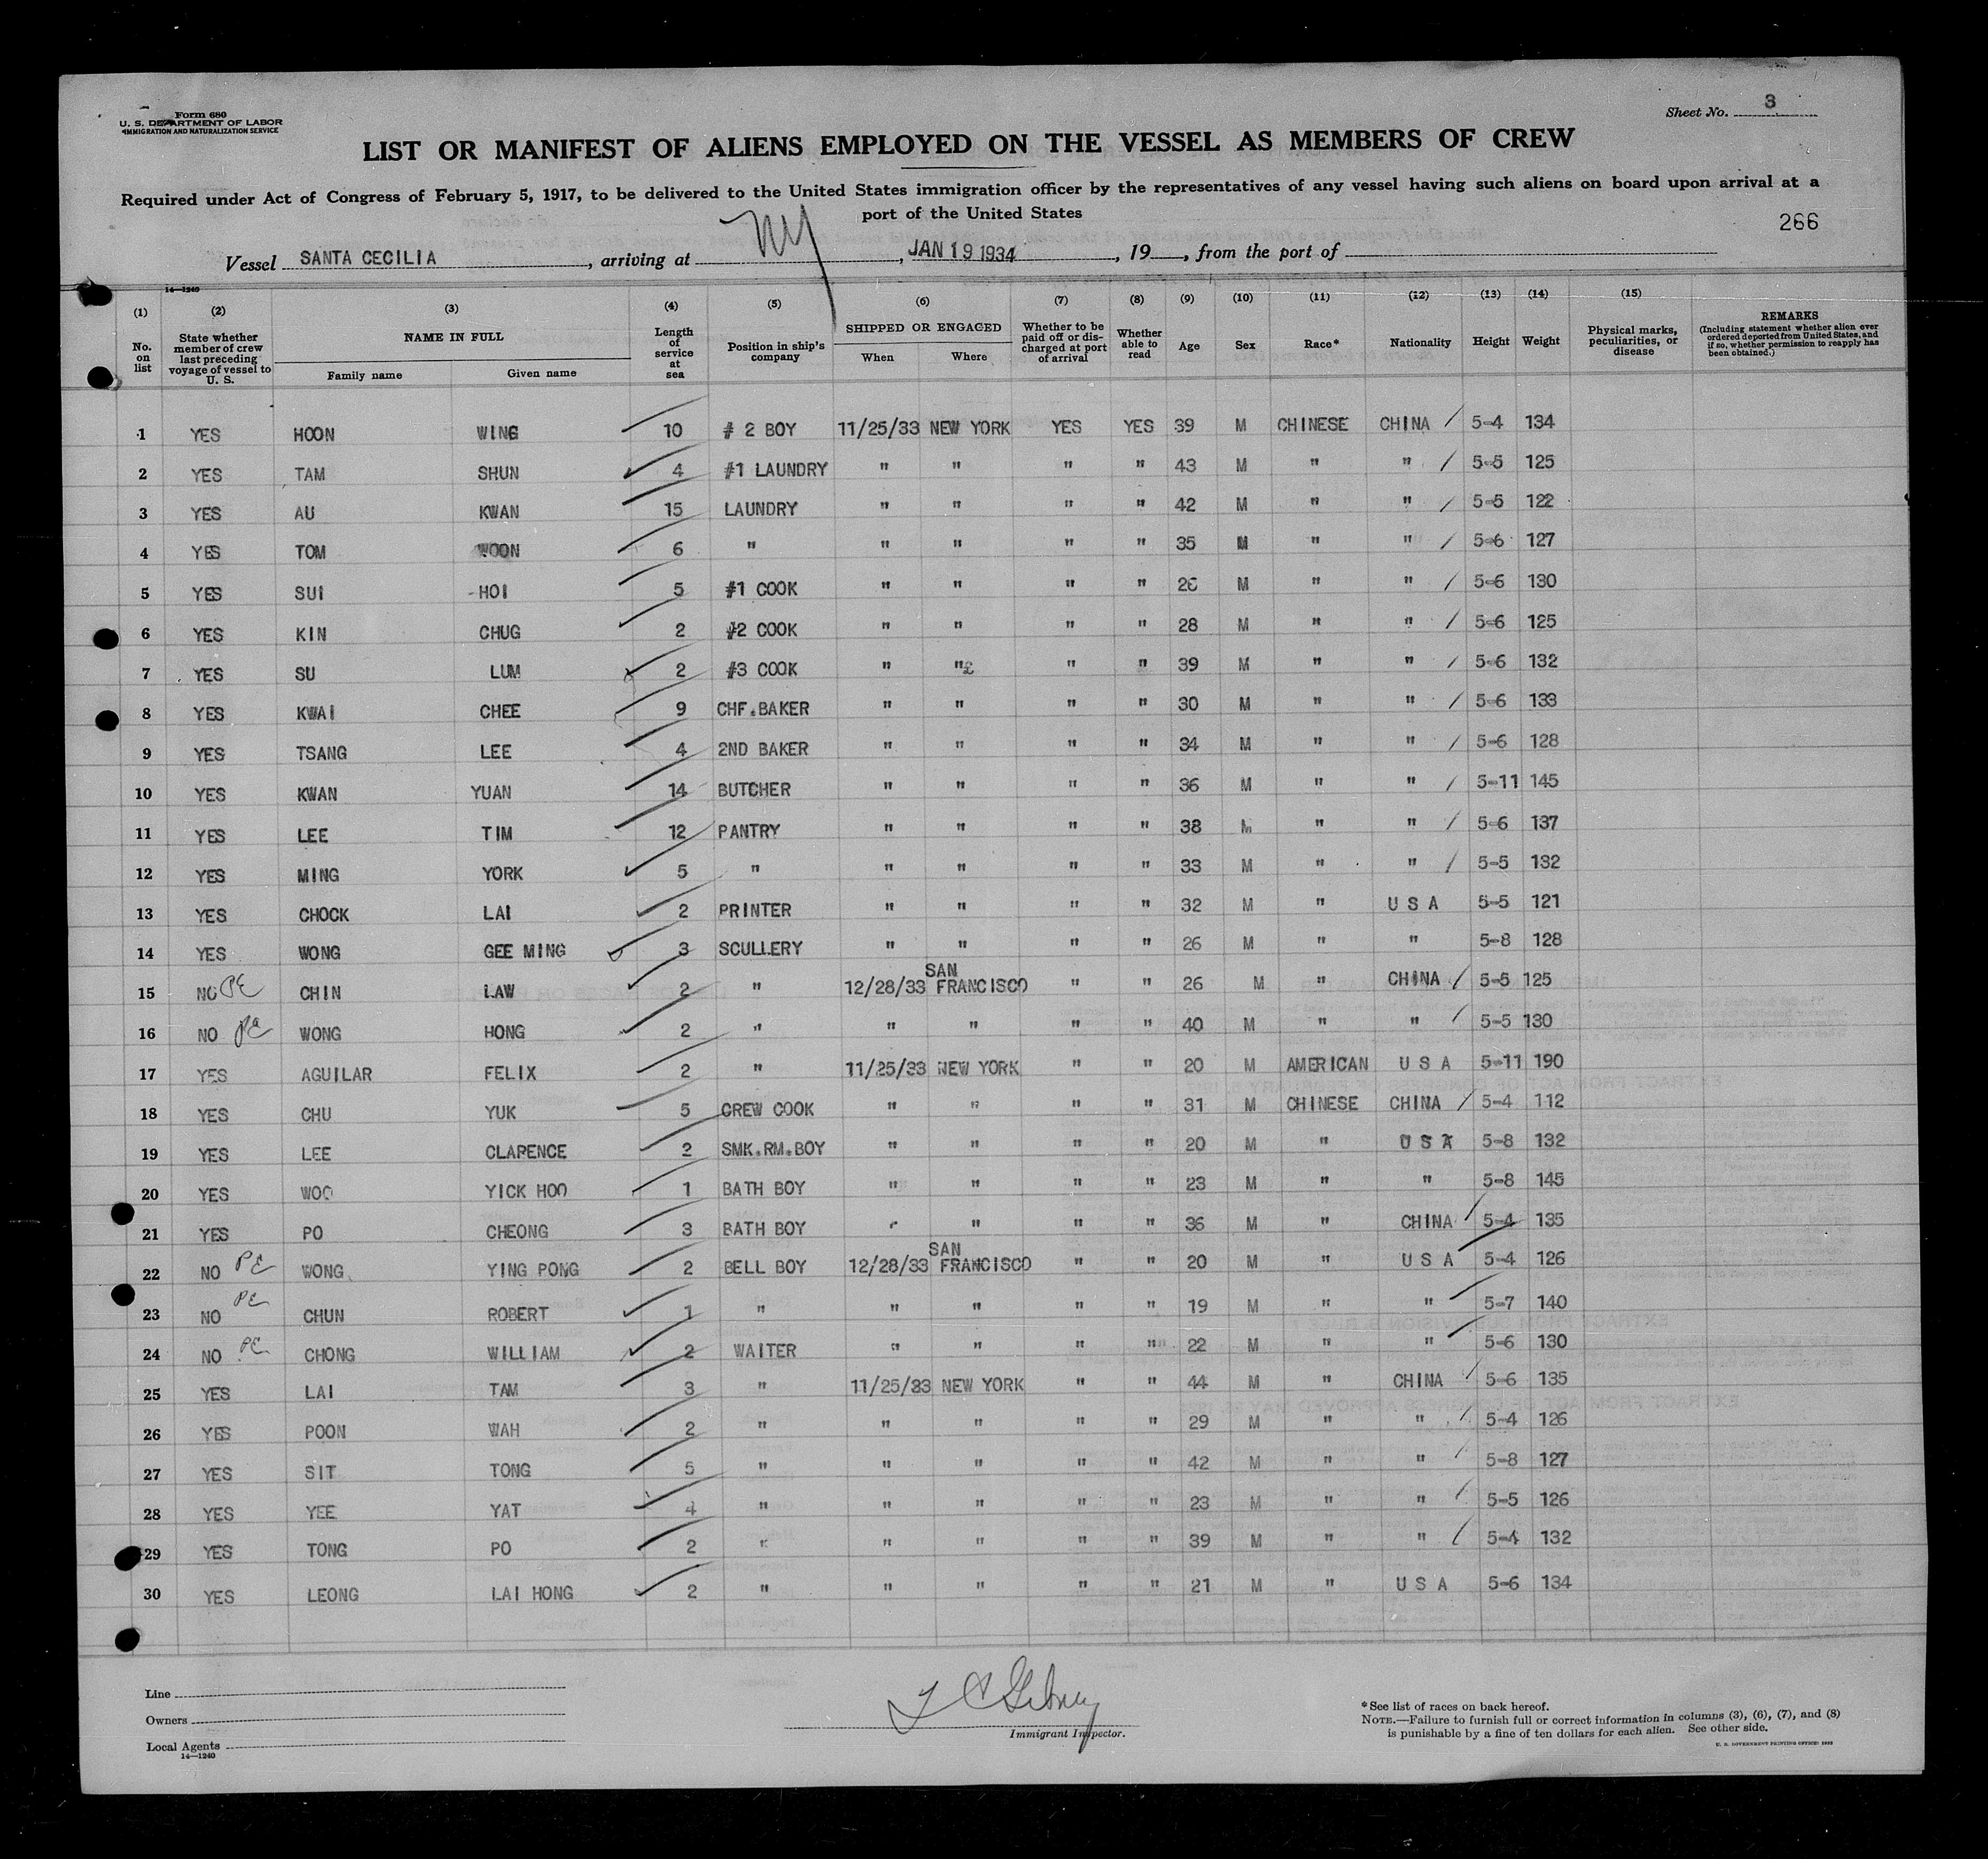 Form 680
U. S. DEPARTMENT OF LABOR
IMMIGRATION AND NATURALIZATION SERVICE
Sheet No. 3
LIST OR MANIFEST OF ALIENS EMPLOYED ON THE VESSEL AS MEMBERS OF CREW
Required under Act of Congress of February 5, 1917, to be delivered to the United States immigration officer by the representatives of any vessel having such aliens on board upon arrival at a
port of the United States
266
Vessel SANTA CECILIA, arriving at NY, JAN 19 1934, 19__, from the port of
14—1240
(1) (2) (3) (4) (5) (6) (7) (8) (9) (10) (11) (12) (13) (14) (15)
No. on list State whether member of crew last preceding voyage of vessel to U. S. NAME IN FULL Family name Given name Length of service at sea Position in ship's company SHIPPED OR ENGAGED When Where Whether to be paid off or discharged at port of arrival Whether able to read Age Sex Race* Nationality Height Weight Physical marks, peculiarities, or disease REMARKS (Including statement whether alien ever ordered deported from United States, and if so, whether permission to reapply has been obtained.)
1 YES HOON WING 10 # 2 BOY 11/25/33 NEW YORK YES YES 39 M CHINESE CHINA / 5-4 134
2 YES TAM SHUN 4 #1 LAUNDRY " " " " 43 M " " / 5-5 125
3 YES AU KWAN 15 LAUNDRY " " " " 42 M " " / 5-5 122
4 YES TOM WOON 6 " " " " " 35 M " " / 5-6 127
5 YES SUI -HOI 5 #1 COOK " " " " 26 M " " / 5-6 130
6 YES KIN CHUG 2 #2 COOK " " " " 28 M " " / 5-6 125
7 YES SU LUM 2 #3 COOK " " " " 39 M " " / 5-6 132
8 YES KWAI CHEE 9 CHF.BAKER " " " " 30 M " " / 5-6 133
9 YES TSANG LEE 4 2ND BAKER " " " " 34 M " " / 5-6 128
10 YES KWAN YUAN 14 BUTCHER " " " " 36 M " " / 5-11 145
11 YES LEE TIM 12 PANTRY " " " " 38 M " " / 5-6 137
12 YES MING YORK 5 " " " " " 33 M " " / 5-5 132
13 YES CHOCK LAI 2 PRINTER " " " " 32 M " U S A 5-5 121
14 YES WONG GEE MING 3 SCULLERY " " " " 26 M " " 5-8 128
15 NO PE CHIN LAW 2 " 12/28/33 SAN FRANCISCO " " 26 M " CHINA / 5-5 125
16 NO PE WONG HONG 2 " " " " " 40 M " " / 5-5 130
17 YES AGUILAR FELIX 2 " 11/25/33 NEW YORK " " 20 M AMERICAN U S A 5-11 190
18 YES CHU YUK 5 CREW COOK " " " " 31 M CHINESE CHINA / 5-4 112
19 YES LEE CLARENCE 2 SMK.RM.BOY " " " " 20 M " U S A 5-8 132
20 YES WOO YICK HOO 1 BATH BOY " " " " 23 M " " 5-8 145
21 YES PO CHEONG 3 BATH BOY " " " " 36 M " CHINA / 5-4 135
22 NO PE WONG YING PONG 2 BELL BOY 12/28/33 SAN FRANCISCO " " 20 M " U S A 5-4 126
23 NO PE CHUN ROBERT 1 " " " " " 19 M " " 5-7 140
24 NO PE CHONG WILLIAM 2 WAITER " " " " 22 M " " 5-6 130
25 YES LAI TAM 3 " 11/25/33 NEW YORK " " 44 M " CHINA / 5-6 135
26 YES POON WAH 2 " " " " " 29 M " " / 5-4 126
27 YES SIT TONG 5 " " " " " 42 M " " / 5-8 127
28 YES YEE YAT 4 " " " " " 23 M " " / 5-5 126
29 YES TONG PO 2 " " " " " 39 M " " / 5-4 132
30 YES LEONG LAI HONG 2 " " " " " 21 M " U S A 5-6 134
Line
Owners
Local Agents
14—1240
Immigrant Inspector.
*See list of races on back hereof.
NOTE.—Failure to furnish full or correct information in columns (3), (6), (7), and (8)
is punishable by a fine of ten dollars for each alien. See other side.
U. S. GOVERNMENT PRINTING OFFICE: 1932